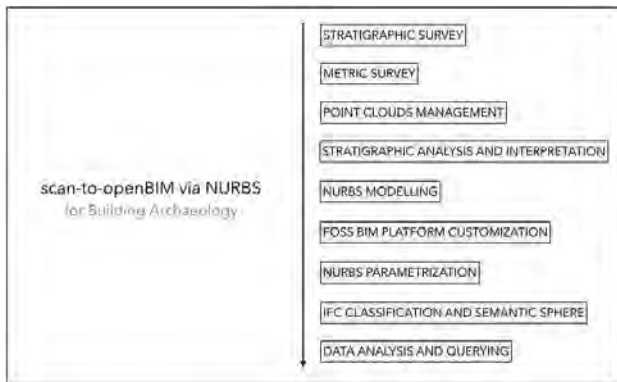 scan-to-openBIM via NURBS
for Building Archaeology
STRATIGRAPHIC SURVEY
METRIC SURVEY
POINT CLOUDS MANAGEMENT
STRATIGRAPHIC ANALYSIS AND INTERPRETATION
NURBS MODELLING
FOSS BIM PLATFORM CUSTOMIZATION
NURBS PARAMETRIZATION
IFC CLASSIFICATION AND SEMANTIC SPHERE
DATA ANALYSIS AND QUERYING